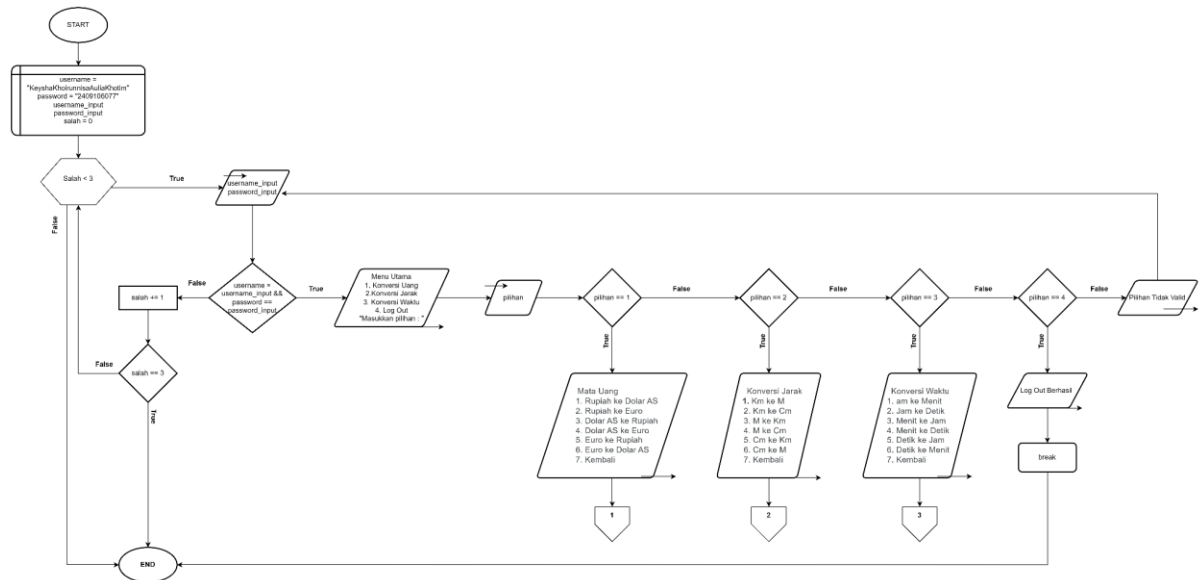 START
username =
"KeyshaKhoirunnisaAuliaKhotim"
password = "2409106077"
username_input
password_input
salah = 0
Salah < 3
True
False
username_input
password_input
username =
username_input &&
password ==
password_input
False
True
salah += 1
salah == 3
False
True
Menu Utama
1. Konversi Uang
2.Konversi Jarak
3. Konversi Waktu
4. Log Out
"Masukkan pilihan : "
pilihan
pilihan == 1
False
True
pilihan == 2
False
True
pilihan == 3
False
True
pilihan == 4
False
True
Pilihan Tidak Valid
Mata Uang
1. Rupiah ke Dolar AS
2. Rupiah ke Euro
3. Dolar AS ke Rupiah
4. Dolar AS ke Euro
5. Euro ke Rupiah
6. Euro ke Dolar AS
7. Kembali
1
Konversi Jarak
1. Km ke M
2. Km ke Cm
3. M ke Km
4. M ke Cm
5. Cm ke Km
6. Cm ke M
7. Kembali
2
Konversi Waktu
1. am ke Menit
2. Jam ke Detik
3. Menit ke Jam
4. Menit ke Detik
5. Detik ke Jam
6. Detik ke Menit
7. Kembali
3
Log Out Berhasil
break
END